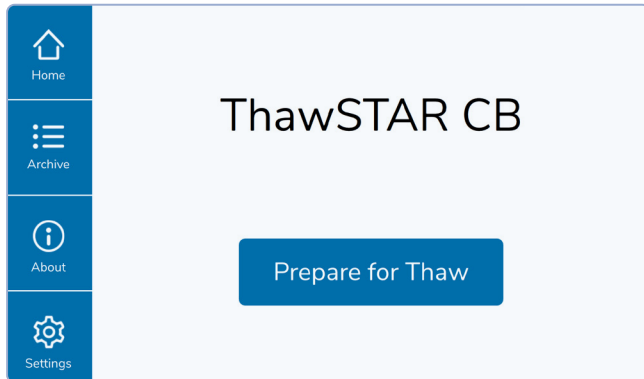 Home
Archive
About
Settings
ThawSTAR CB
Prepare for Thaw